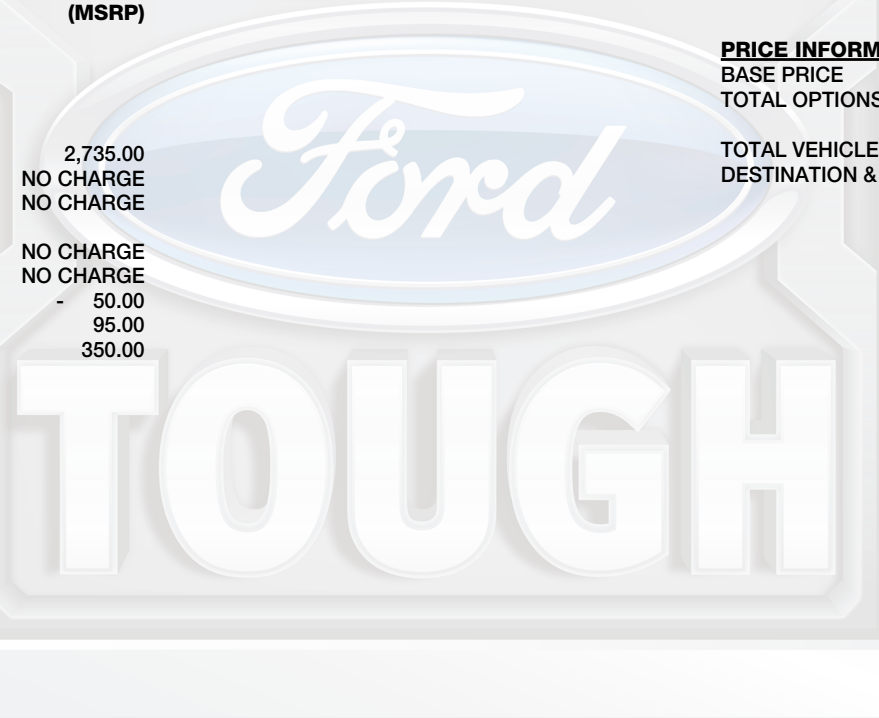 (MSRP)
2,735.00
NO CHARGE
NO CHARGE
NO CHARGE
NO CHARGE
- 50.00
95.00
350.00
PRICE INFORM
BASE PRICE
TOTAL OPTIONS
TOTAL VEHICLE
DESTINATION &
Ford
TOUGH